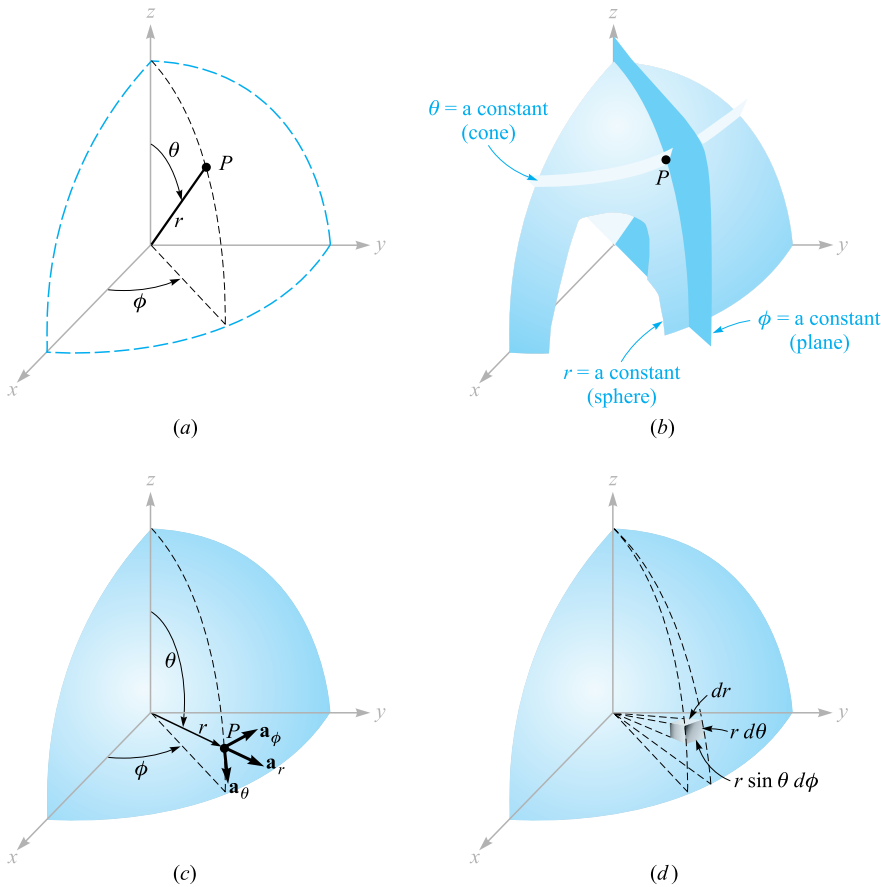 z
θ
P
r
y
ϕ
x
(a)
z
θ = a constant
(cone)
P
y
ϕ = a constant
(plane)
r = a constant
(sphere)
x
(b)
z
θ
r
P
a_ϕ
y
ϕ
a_r
a_θ
x
(c)
z
dr
y
r dθ
r sin θ dϕ
x
(d)